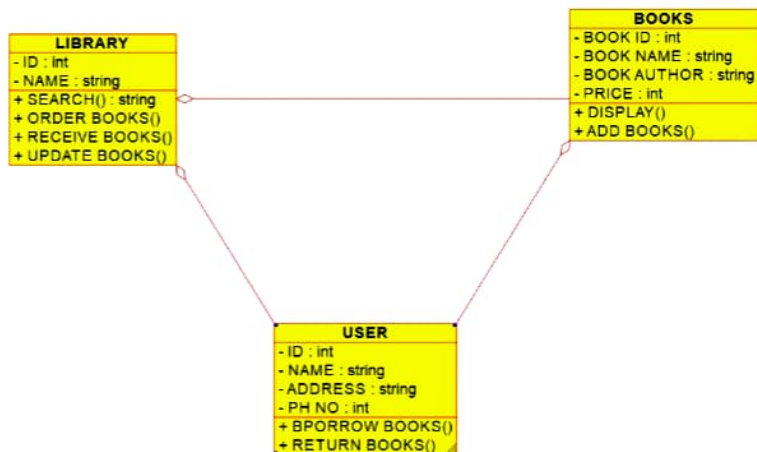 LIBRARY
- ID : int
- NAME : string
+ SEARCH() : string
+ ORDER BOOKS()
+ RECEIVE BOOKS()
+ UPDATE BOOKS()
BOOKS
- BOOK ID : int
- BOOK NAME : string
- BOOK AUTHOR : string
- PRICE : int
+ DISPLAY()
+ ADD BOOKS()
USER
- ID : int
- NAME : string
- ADDRESS : string
- PH NO : int
+ BPORROW BOOKS()
+ RETURN BOOKS()